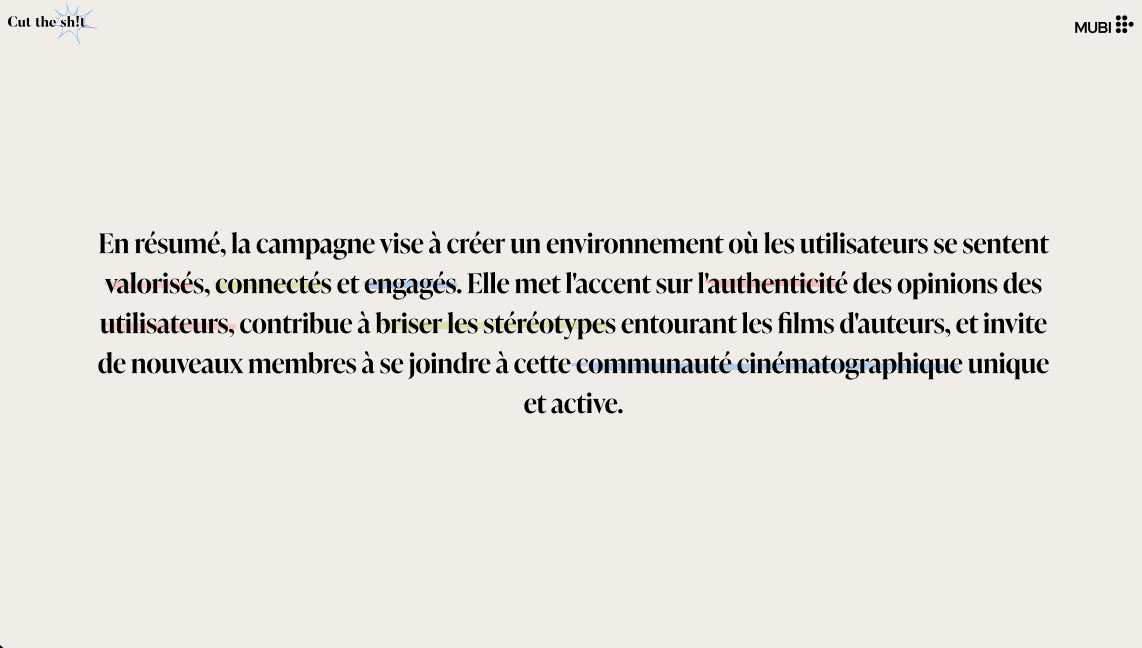 Cut the sh!t
MUBI
En résumé, la campagne vise à créer un environnement où les utilisateurs se sentent
valorisés, connectés et engagés. Elle met l'accent sur l'authenticité des opinions des
utilisateurs, contribue à briser les stéréotypes entourant les films d'auteurs, et invite
de nouveaux membres à se joindre à cette communauté cinématographique unique
et active.